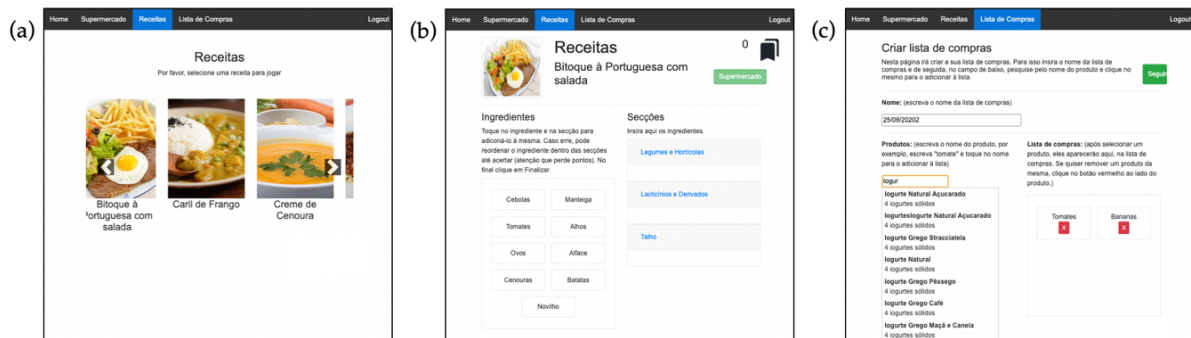 (a)
Home Supermercado Receitas Lista de Compras Logout
Receitas
Por favor, selecione uma receita para jogar
Bitoque à
Portuguesa com
salada
Caril de Frango
Creme de
Cenoura
(b)
Home Supermercado Receitas Lista de Compras Logout
Receitas
Bitoque à Portuguesa com
salada
0
Supermercado
Ingredientes
Toque no ingrediente e na secção para
adicioná-lo à mesma. Caso erre, pode
reordenar o ingrediente dentro das secções
até acertar (atenção que perde pontos). No
final clique em Finalizar.
Cebolas Manteiga
Tomates Alhos
Ovos Alface
Cenouras Batatas
Novilho
Secções
Insira aqui os ingredientes.
Legumes e Hortícolas
Lacticínios e Derivados
Talho
(c)
Home Supermercado Receitas Lista de Compras Logout
Criar lista de compras
Nesta página irá criar a sua lista de compras. Para isso insira o nome da lista de
compras e de seguida, no campo de baixo, pesquise pelo nome do produto e clique no
mesmo para o adicionar à lista.
Seguin
Nome: (escreva o nome da lista de compras)
25/09/20202
Produtos: (escreva o nome do produto, por
exemplo, escreva "tomate" e toque no nome
para o adicionar à lista)
Iogur
Iogurte Natural Açucarado
4 iogurtes sólidos
IogurtesIogurte Natural Açucarado
4 iogurtes sólidos
Iogurte Grego Stracciatela
4 iogurtes sólidos
Iogurte Natural
4 iogurtes sólidos
Iogurte Grego Pêssego
4 iogurtes sólidos
Iogurte Grego Café
4 iogurtes sólidos
Iogurte Grego Maçã e Canela
4 iogurtes sólidos
Lista de compras: (após selecionar um
produto, eles aparecerão aqui, na lista de
compras. Se quiser remover um produto da
mesma, clique no botão vermelho ao lado do
produto.)
Tomates Bananas
X X